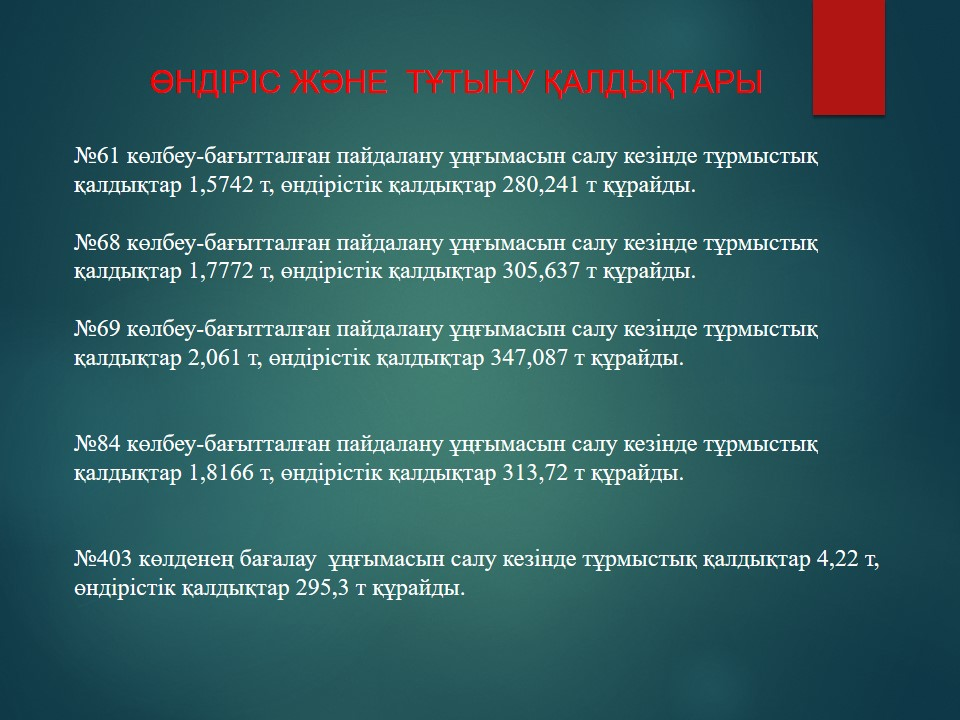 ӨНДІРІС ЖӘНЕ  ТҰТЫНУ ҚАЛДЫҚТАРЫ
№61 көлбеу-бағытталған пайдалану ұңғымасын салу кезінде тұрмыстық
қалдықтар 1,5742 т, өндірістік қалдықтар 280,241 т құрайды.
№68 көлбеу-бағытталған пайдалану ұңғымасын салу кезінде тұрмыстық
қалдықтар 1,7772 т, өндірістік қалдықтар 305,637 т құрайды.
№69 көлбеу-бағытталған пайдалану ұңғымасын салу кезінде тұрмыстық
қалдықтар 2,061 т, өндірістік қалдықтар 347,087 т құрайды.
№84 көлбеу-бағытталған пайдалану ұңғымасын салу кезінде тұрмыстық
қалдықтар 1,8166 т, өндірістік қалдықтар 313,72 т құрайды.
№403 көлденең бағалау  ұңғымасын салу кезінде тұрмыстық қалдықтар 4,22 т,
өндірістік қалдықтар 295,3 т құрайды.